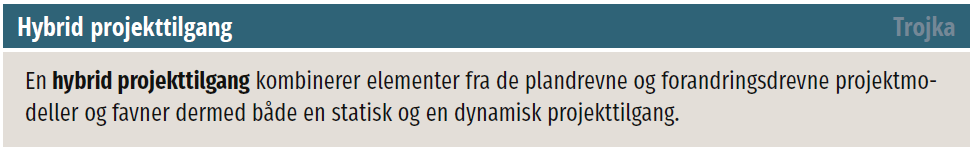 Hybrid projekttilgang Trojka
En hybrid projekttilgang kombinerer elementer fra de plandrevne og forandringsdrevne projektmo-
deller og favner dermed både en statisk og en dynamisk projekttilgang.